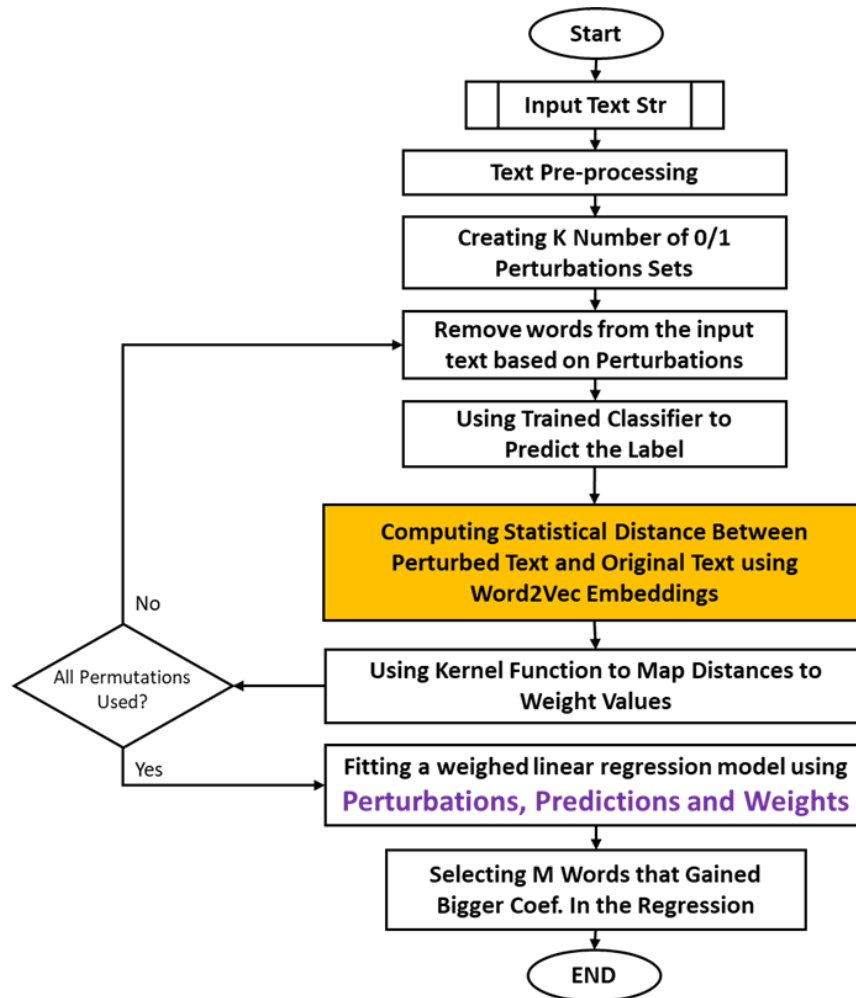 Start
Input Text Str
Text Pre-processing
Creating K Number of 0/1
Perturbations Sets
Remove words from the input
text based on Perturbations
Using Trained Classifier to
Predict the Label
Computing Statistical Distance Between
Perturbed Text and Original Text using
Word2Vec Embeddings
Using Kernel Function to Map Distances to
Weight Values
All Permutations
Used?
No
Yes
Fitting a weighed linear regression model using
Perturbations, Predictions and Weights
Selecting M Words that Gained
Bigger Coef. In the Regression
END